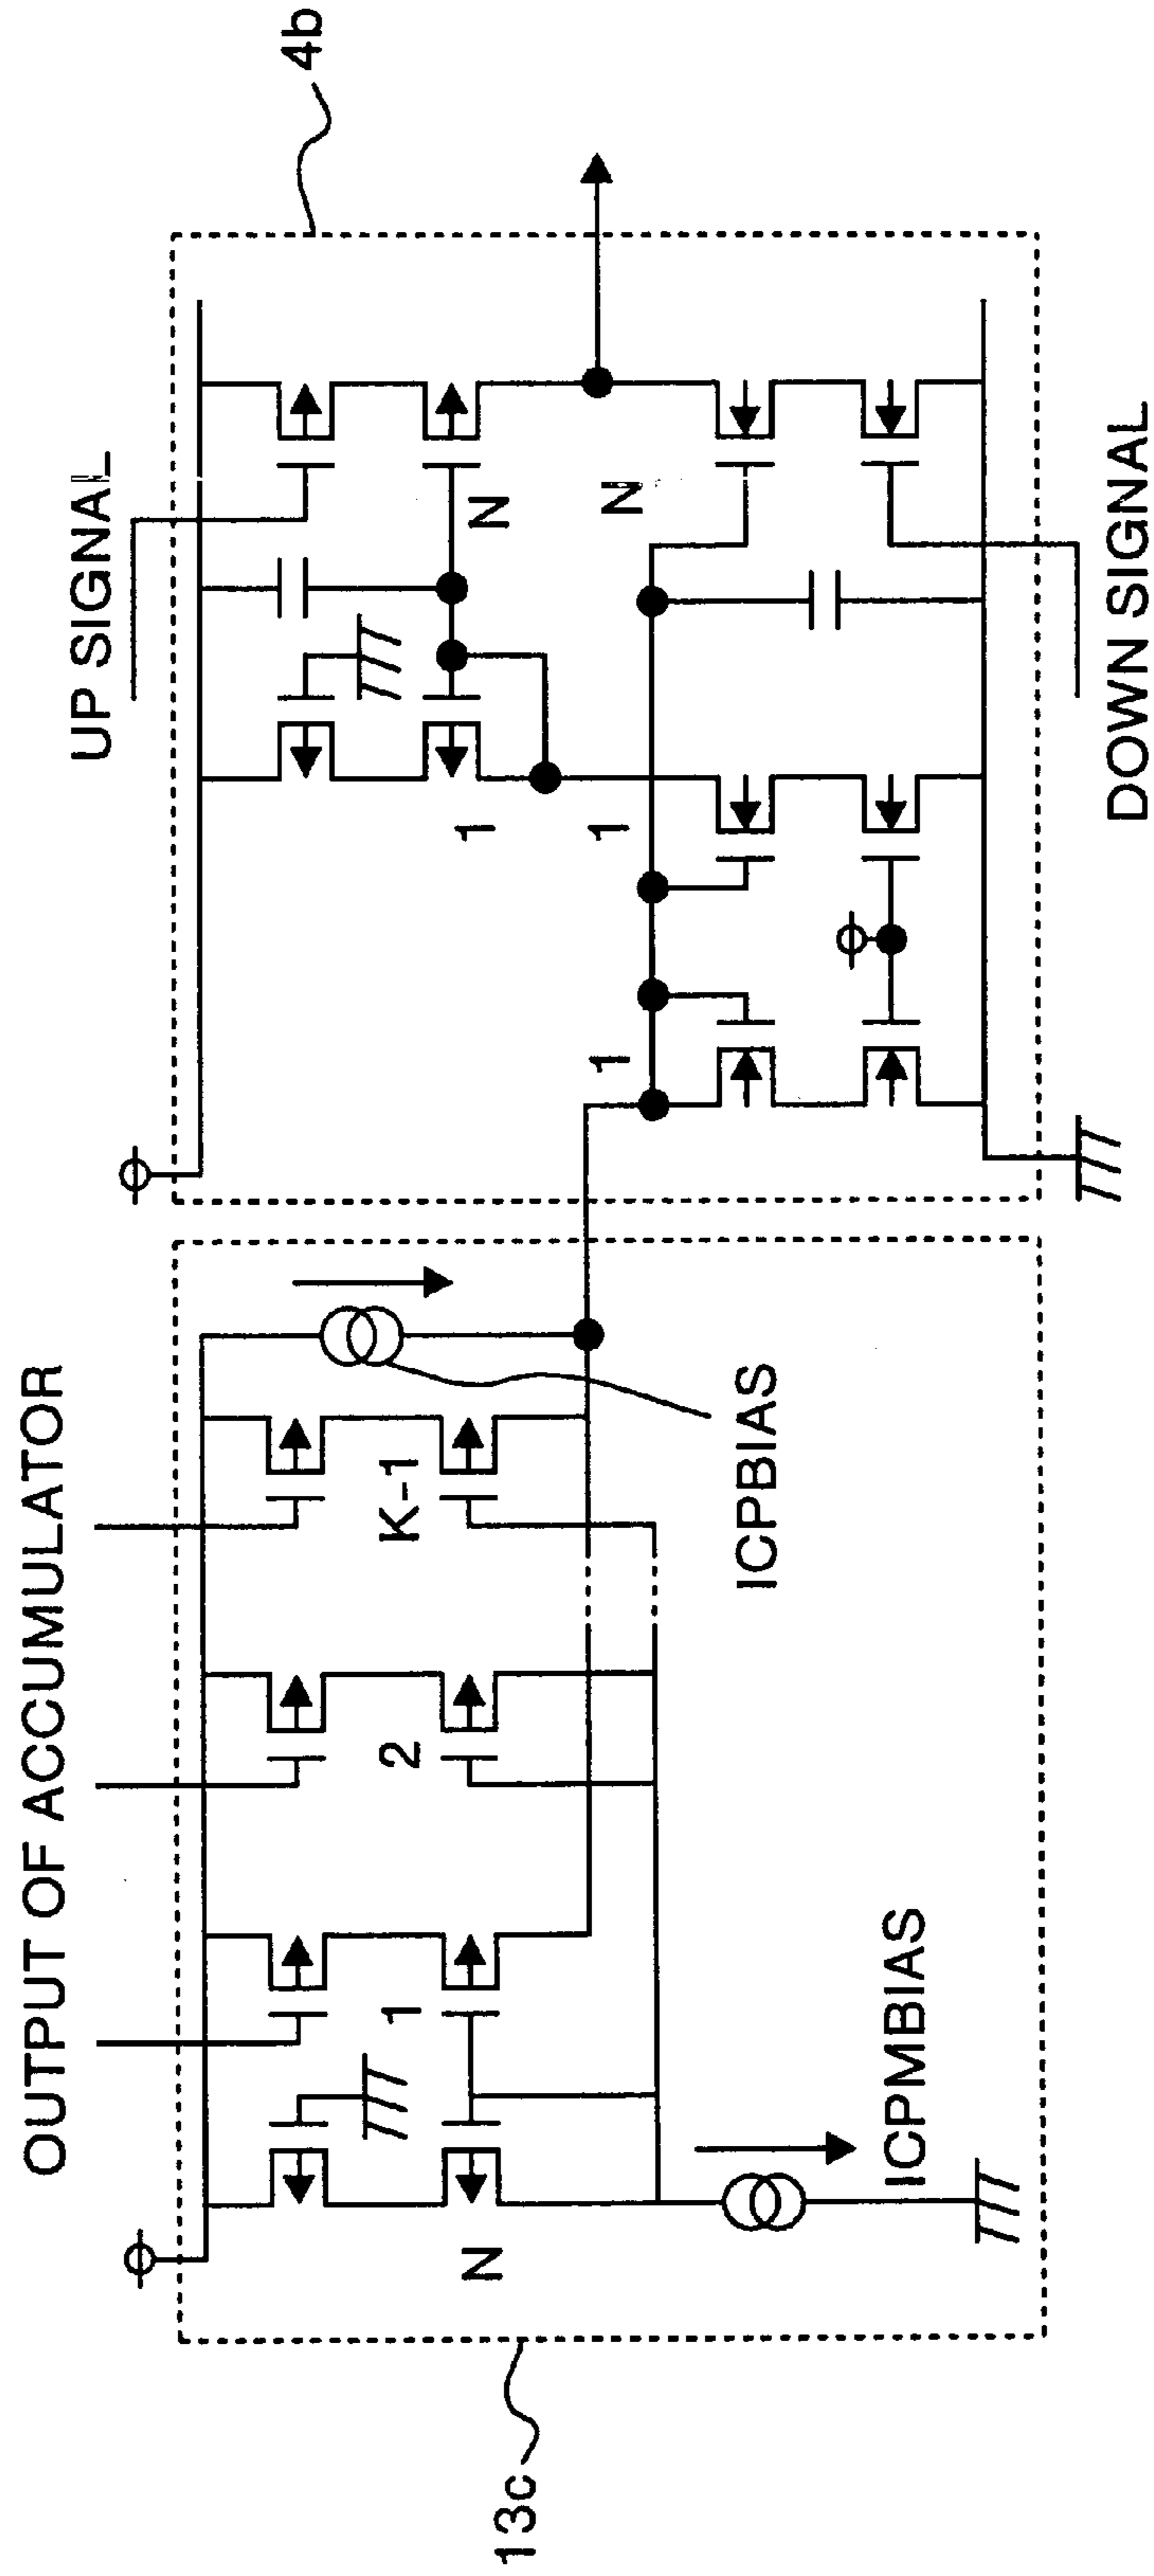 OUTPUT OF ACCUMULATOR
UP SIGNAL
4b
N
1
2
K-1
ICPMBIAS
ICPBIAS
13c
1
1
1
N
N
DOWN SIGNAL